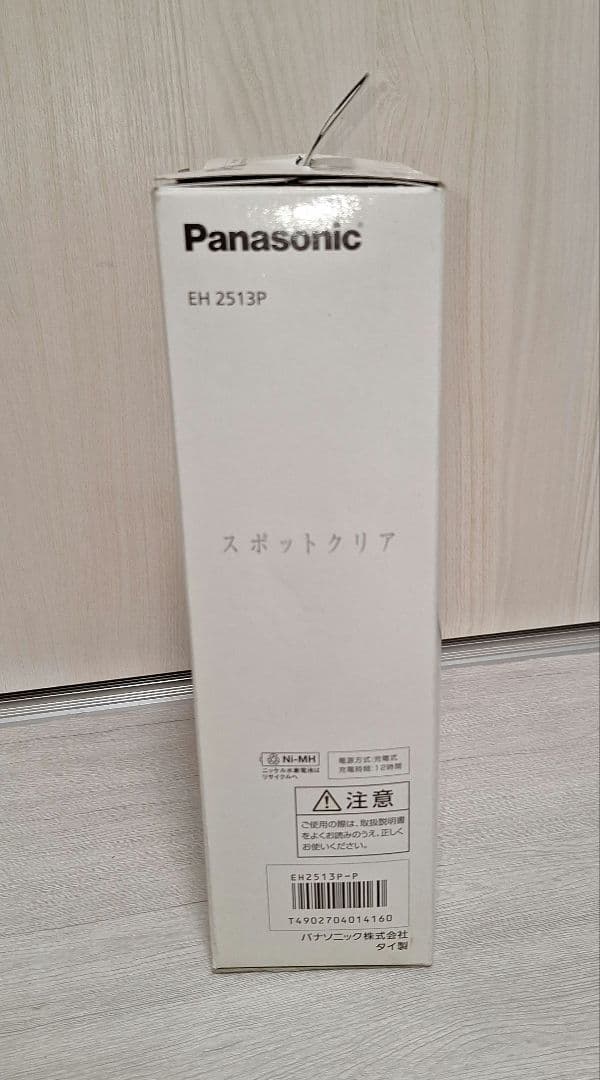 Panasonic
EH 2513P
スポットクリア
Ni-MH
ニッケル水素電池は
リサイクルへ
電源方式:充電式
充電時間:12時間
注意
ご使用の際は、取扱説明書
をよくお読みのうえ、正しく
お使いください。
EH2513P-P
T4902704014160
パナソニック株式会社
タイ製